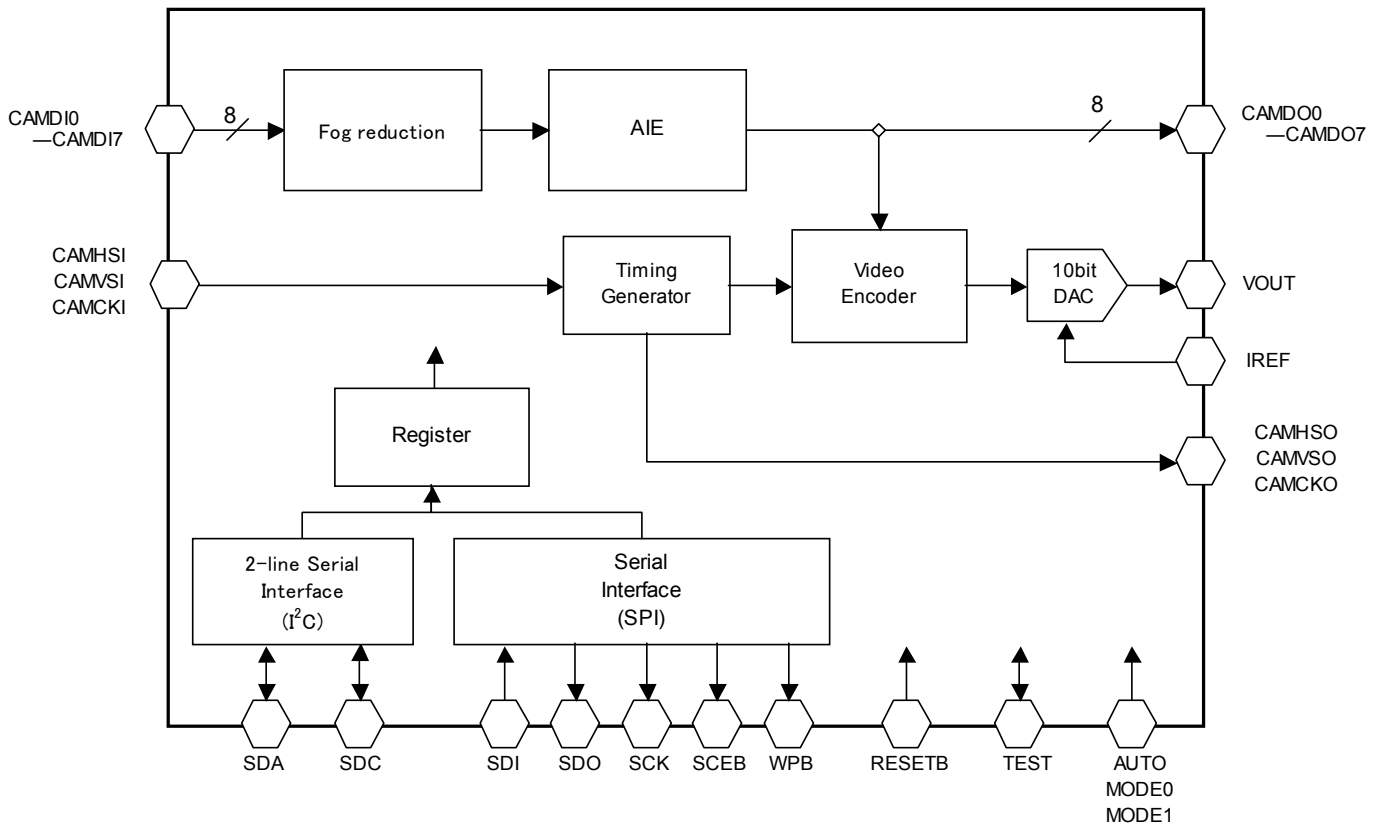 CAMDI0
—CAMDI7
8
Fog reduction
AIE
8
CAMDO0
—CAMDO7
CAMHSI
CAMVSI
CAMCKI
Timing
Generator
Video
Encoder
10bit
DAC
VOUT
IREF
Register
CAMHSO
CAMVSO
CAMCKO
2-line Serial
Interface
(I²C)
Serial
Interface
(SPI)
SDA
SDC
SDI
SDO
SCK
SCEB
WPB
RESETB
TEST
AUTO
MODE0
MODE1